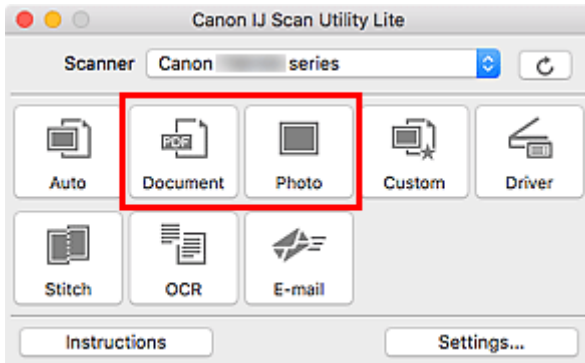 Canon IJ Scan Utility Lite
Scanner Canon series
Auto Document Photo Custom Driver
PDF
Stitch OCR E-mail
Instructions Settings...